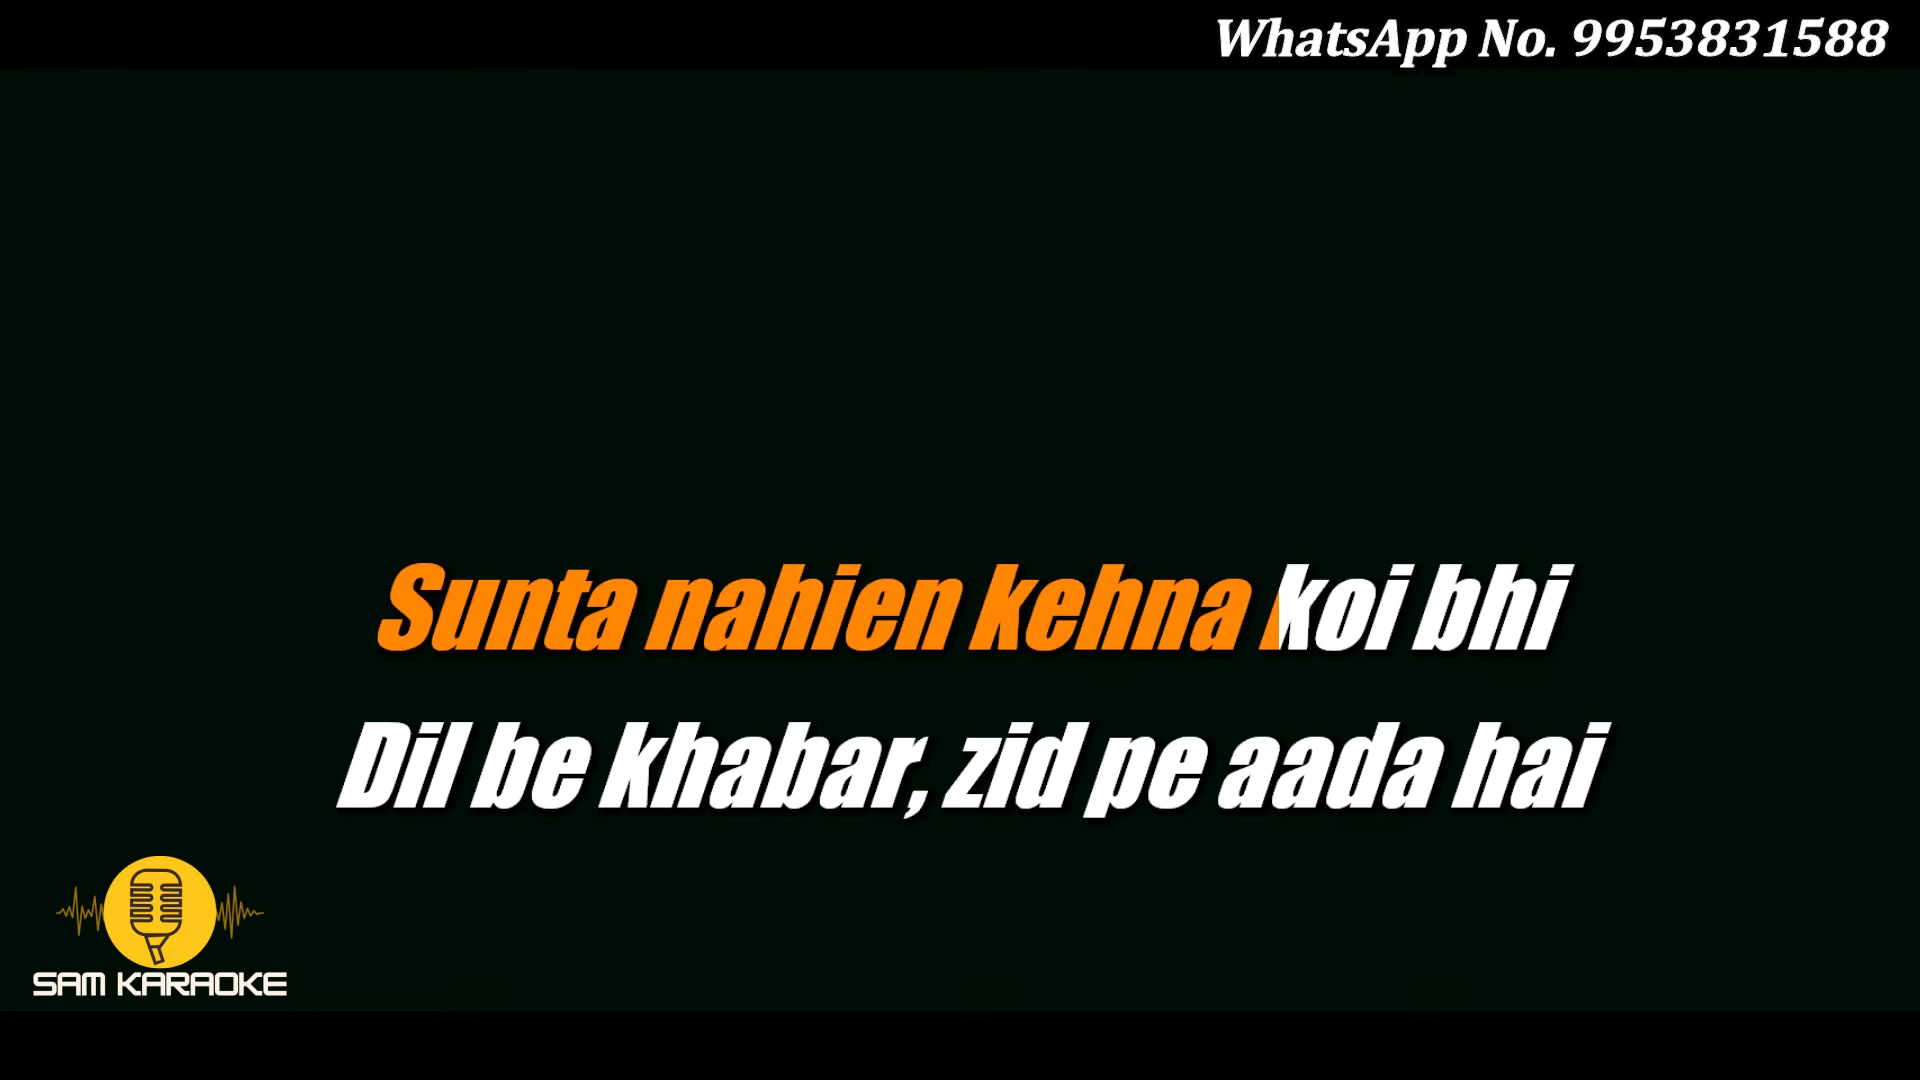 WhatsApp No. 9953831588
Sunta nahien kehna koi bhi
Dil be khabar, zid pe aada hai
SAM KARAOKE